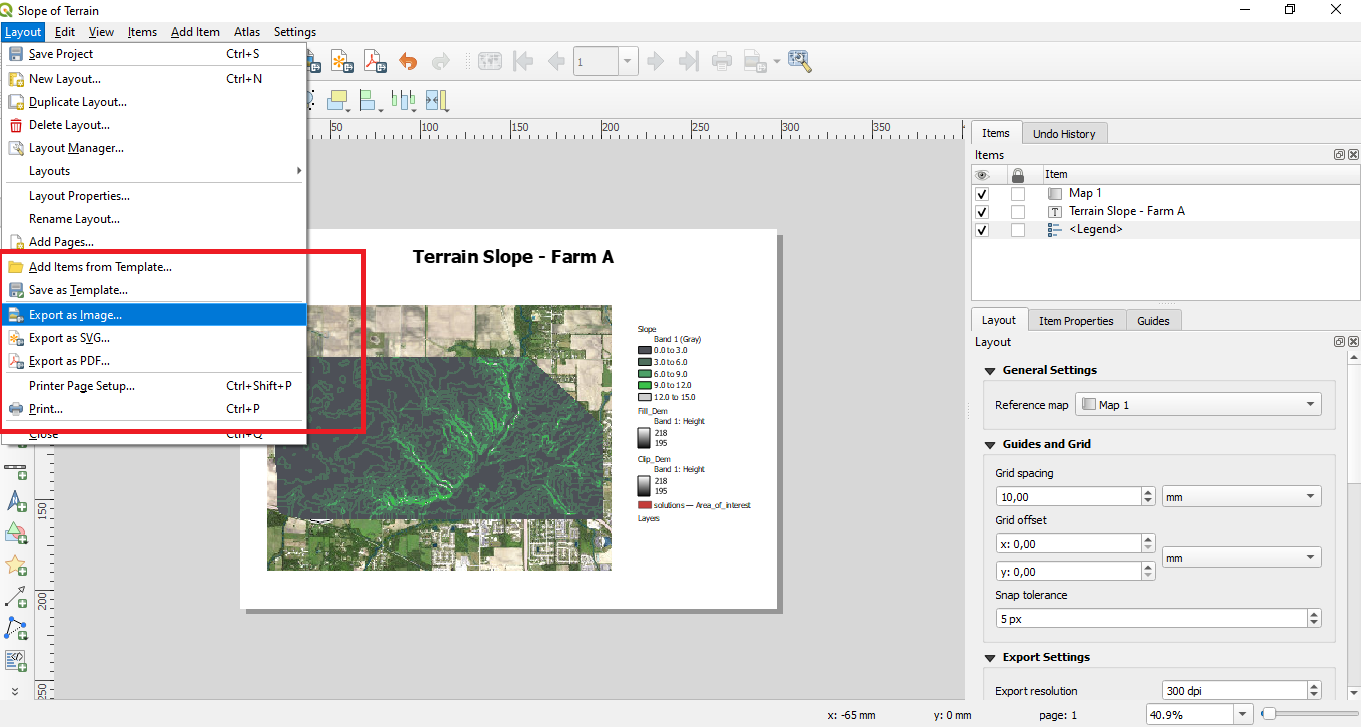 Slope of Terrain
Layout Edit View Items Add Item Atlas Settings
Save Project Ctrl+S
New Layout... Ctrl+N
Duplicate Layout...
Delete Layout...
Layout Manager...
Layouts
Layout Properties...
Rename Layout...
Add Pages...
Add Items from Template...
Save as Template...
Export as Image...
Export as SVG...
Export as PDF...
Printer Page Setup... Ctrl+Shift+P
Print... Ctrl+P
Close Ctrl+Q
1
50 100 150 200 250 300 350
150
200
250
Terrain Slope - Farm A
Slope
Band 1 (Gray)
0.0 to 3.0
3.0 to 6.0
6.0 to 9.0
9.0 to 12.0
12.0 to 15.0
Fill_Dem
Band 1: Height
218
195
Clip_Dem
Band 1: Height
218
195
solutions — Area_of_interest
Layers
Items Undo History
Items
Item
Map 1
Terrain Slope - Farm A
<Legend>
Layout Item Properties Guides
Layout
General Settings
Reference map Map 1
Guides and Grid
Grid spacing
10,00 mm
Grid offset
x: 0,00
mm
y: 0,00
Snap tolerance
5 px
Export Settings
Export resolution 300 dpi
x: -65 mm y: 0 mm page: 1 40.9%